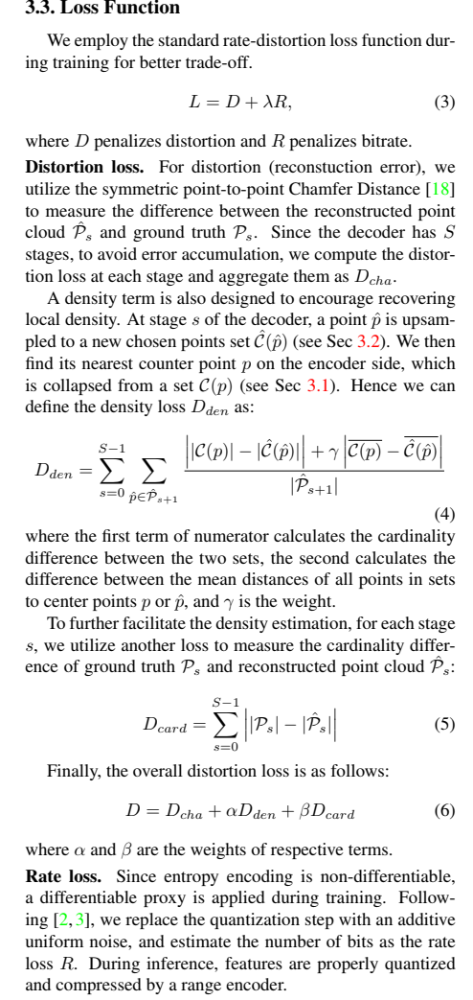 3.3. Loss Function
We employ the standard rate-distortion loss function dur-
ing training for better trade-off.
L = D + λR, (3)
where D penalizes distortion and R penalizes bitrate.
Distortion loss. For distortion (reconstuction error), we
utilize the symmetric point-to-point Chamfer Distance [18]
to measure the difference between the reconstructed point
cloud $\hat{\mathcal{P}}_s$ and ground truth $\mathcal{P}_s$. Since the decoder has S
stages, to avoid error accumulation, we compute the distor-
tion loss at each stage and aggregate them as $D_{cha}$.
A density term is also designed to encourage recovering
local density. At stage s of the decoder, a point $\hat{p}$ is upsam-
pled to a new chosen points set $\hat{\mathcal{C}}(\hat{p})$ (see Sec 3.2). We then
find its nearest counter point p on the encoder side, which
is collapsed from a set $\mathcal{C}(p)$ (see Sec 3.1). Hence we can
define the density loss $D_{den}$ as:
$D_{den} = \sum_{s=0}^{S-1} \sum_{\hat{p} \in \hat{\mathcal{P}}_{s+1}} \frac{\left| |\mathcal{C}(p)| - |\hat{\mathcal{C}}(\hat{p})| \right| + \gamma \left| \overline{\mathcal{C}(p)} - \overline{\hat{\mathcal{C}}(\hat{p})} \right|}{|\hat{\mathcal{P}}_{s+1}|}$
(4)
where the first term of numerator calculates the cardinality
difference between the two sets, the second calculates the
difference between the mean distances of all points in sets
to center points p or $\hat{p}$, and γ is the weight.
To further facilitate the density estimation, for each stage
s, we utilize another loss to measure the cardinality differ-
ence of ground truth $\mathcal{P}_s$ and reconstructed point cloud $\hat{\mathcal{P}}_s$:
$D_{card} = \sum_{s=0}^{S-1} \left| |\mathcal{P}_s| - |\hat{\mathcal{P}}_s| \right|$ (5)
Finally, the overall distortion loss is as follows:
$D = D_{cha} + \alpha D_{den} + \beta D_{card}$ (6)
where α and β are the weights of respective terms.
Rate loss. Since entropy encoding is non-differentiable,
a differentiable proxy is applied during training. Follow-
ing [2, 3], we replace the quantization step with an additive
uniform noise, and estimate the number of bits as the rate
loss R. During inference, features are properly quantized
and compressed by a range encoder.